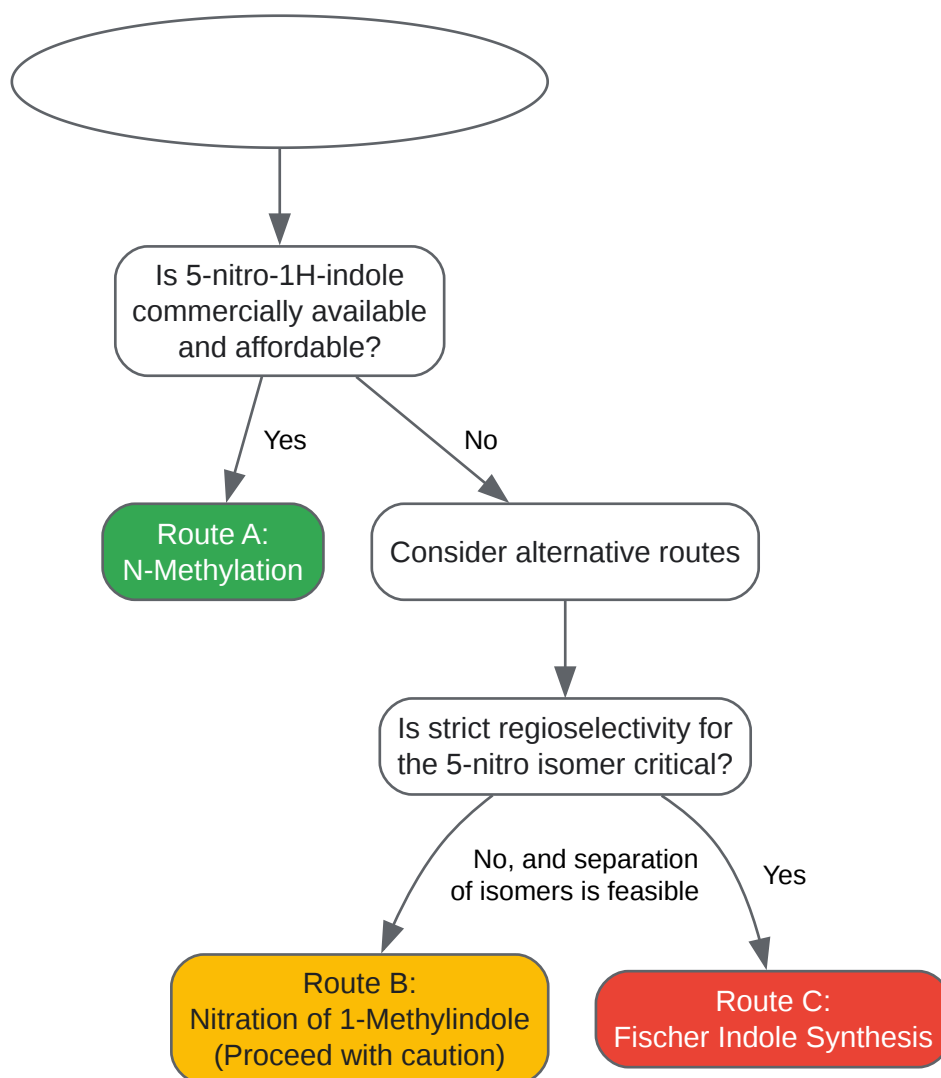 Is 5-nitro-1H-indole
commercially available
and affordable?
Yes
No
Route A:
N-Methylation
Consider alternative routes
Is strict regioselectivity for
the 5-nitro isomer critical?
No, and separation
of isomers is feasible
Yes
Route B:
Nitration of 1-Methylindole
(Proceed with caution)
Route C:
Fischer Indole Synthesis